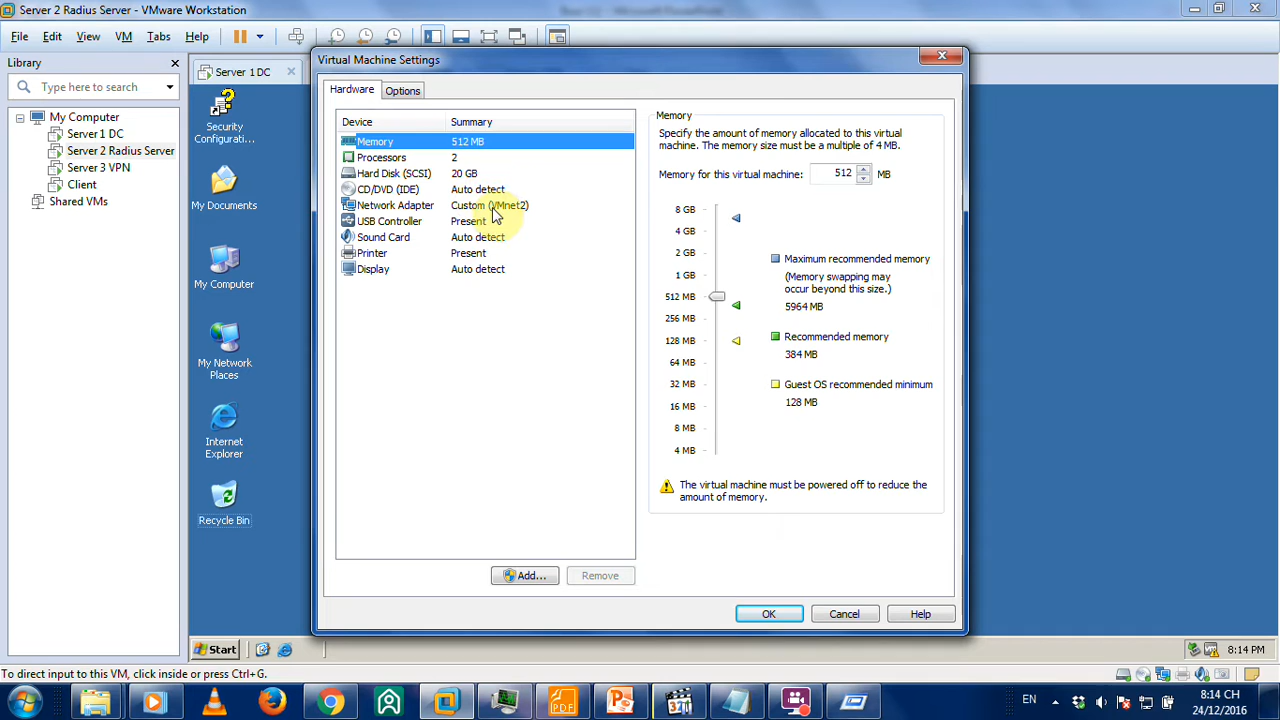 Server 2 Radius Server - VMware Workstation
File Edit View VM Tabs Help
Library
Type here to search
My Computer
Server 1 DC
Server 2 Radius Server
Server 3 VPN
Client
Shared VMs
Server 1 DC
Security
Configurati...
My Documents
My Computer
My Network
Places
Internet
Explorer
Recycle Bin
Start
8:14 PM
Virtual Machine Settings
Hardware
Options
Device Summary
Memory 512 MB
Processors 2
Hard Disk (SCSI) 20 GB
CD/DVD (IDE) Auto detect
Network Adapter Custom (VMnet2)
USB Controller Present
Sound Card Auto detect
Printer Present
Display Auto detect
Add...
Remove
Memory
Specify the amount of memory allocated to this virtual
machine. The memory size must be a multiple of 4 MB.
Memory for this virtual machine: 512 MB
8 GB
4 GB
2 GB
1 GB
512 MB
256 MB
128 MB
64 MB
32 MB
16 MB
8 MB
4 MB
Maximum recommended memory
(Memory swapping may
occur beyond this size.)
5964 MB
Recommended memory
384 MB
Guest OS recommended minimum
128 MB
The virtual machine must be powered off to reduce the
amount of memory.
OK
Cancel
Help
To direct input to this VM, click inside or press Ctrl+G.
PDF
321
EN
8:14 CH
24/12/2016